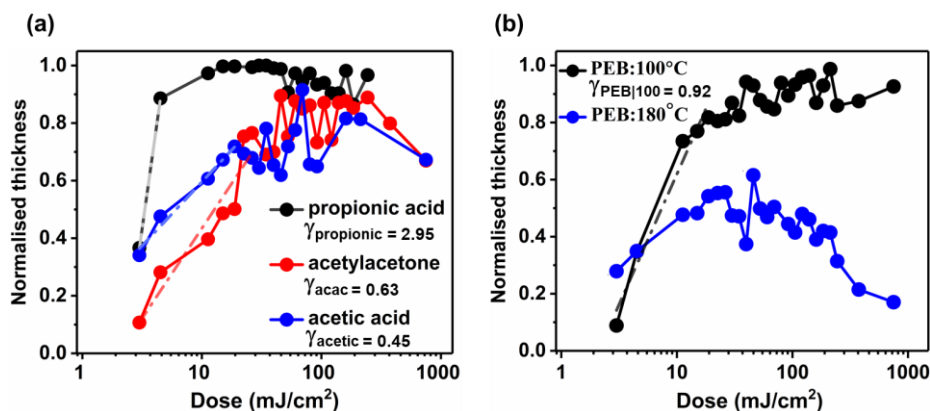 (a)
1.0
0.8
0.6
0.4
0.2
0.0
Normalised thickness
propionic acid
γpropionic = 2.95
acetylacetone
γacac = 0.63
acetic acid
γacetic = 0.45
1 10 100 1000
Dose (mJ/cm²)
(b)
1.0
0.8
0.6
0.4
0.2
0.0
Normalised thickness
PEB:100°C
γPEB|100 = 0.92
PEB:180°C
1 10 100 1000
Dose (mJ/cm²)